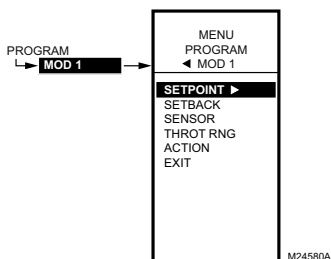 PROGRAM
MOD 1
MENU
PROGRAM
◄ MOD 1
SETPOINT ►
SETBACK
SENSOR
THROT RNG
ACTION
EXIT
M24580A